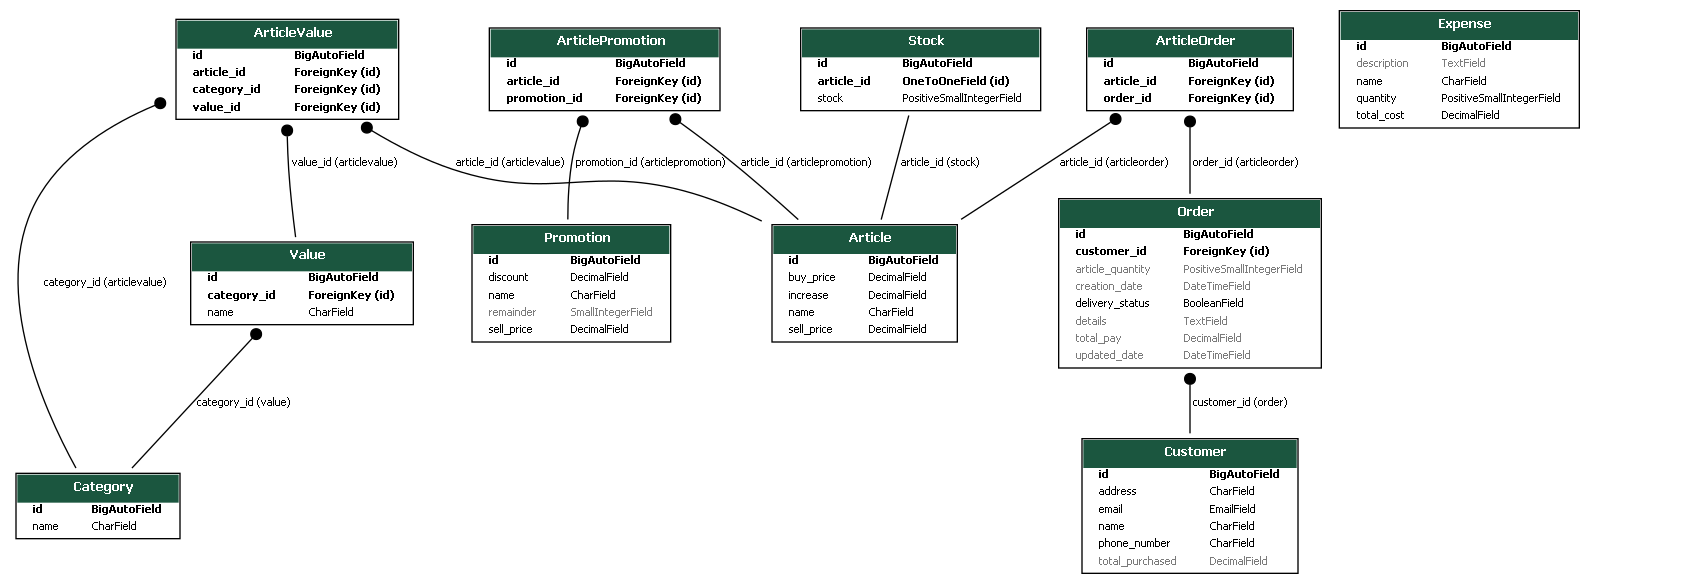 ArticleValue
id BigAutoField
article_id ForeignKey (id)
category_id ForeignKey (id)
value_id ForeignKey (id)
ArticlePromotion
id BigAutoField
article_id ForeignKey (id)
promotion_id ForeignKey (id)
Stock
id BigAutoField
article_id OneToOneField (id)
stock PositiveSmallIntegerField
ArticleOrder
id BigAutoField
article_id ForeignKey (id)
order_id ForeignKey (id)
Expense
id BigAutoField
description TextField
name CharField
quantity PositiveSmallIntegerField
total_cost DecimalField
value_id (articlevalue)
article_id (articlevalue)
promotion_id (articlepromotion)
article_id (articlepromotion)
article_id (stock)
article_id (articleorder)
order_id (articleorder)
category_id (articlevalue)
Value
id BigAutoField
category_id ForeignKey (id)
name CharField
Promotion
id BigAutoField
discount DecimalField
name CharField
remainder SmallIntegerField
sell_price DecimalField
Article
id BigAutoField
buy_price DecimalField
increase DecimalField
name CharField
sell_price DecimalField
Order
id BigAutoField
customer_id ForeignKey (id)
article_quantity PositiveSmallIntegerField
creation_date DateTimeField
delivery_status BooleanField
details TextField
total_pay DecimalField
updated_date DateTimeField
category_id (value)
customer_id (order)
Category
id BigAutoField
name CharField
Customer
id BigAutoField
address CharField
email EmailField
name CharField
phone_number CharField
total_purchased DecimalField